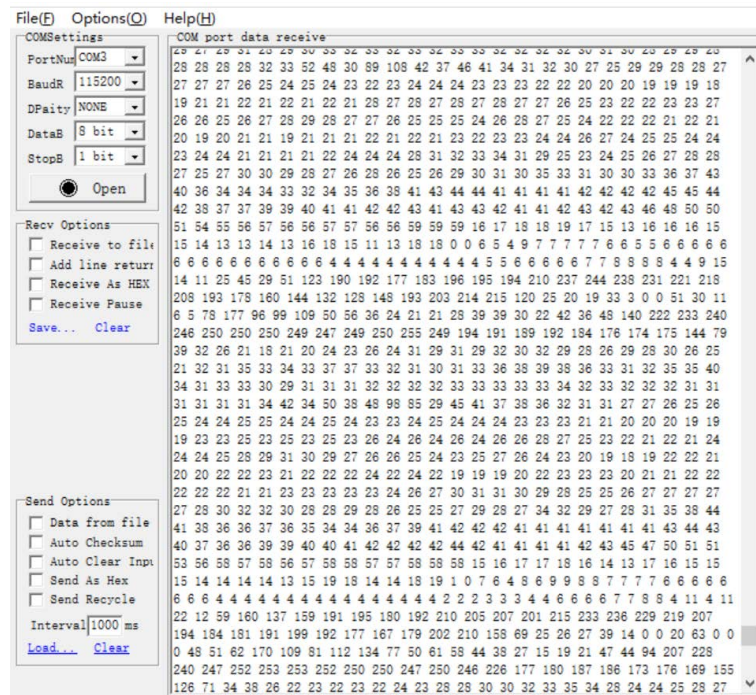 File(F) Options(O) Help(H)
COMSettings
PortNum COM3
BaudR 115200
DPaity NONE
DataB 8 bit
StopB 1 bit
Open
Recv Options
Receive to file
Add line return
Receive As HEX
Receive Pause
Save... Clear
Send Options
Data from file
Auto Checksum
Auto Clear Inpu
Send As Hex
Send Recycle
Interval 1000 ms
Load... Clear
COM port data receive
28 28 28 28 32 33 52 48 30 89 108 42 37 46 41 34 31 32 30 27 25 29 29 28 28 27
27 27 27 26 25 24 25 24 23 22 23 24 24 24 23 23 23 22 22 20 20 20 19 19 19 18
19 21 21 22 21 22 21 22 21 28 27 28 27 28 27 28 27 27 26 25 23 22 22 23 23 27
26 26 25 26 27 28 29 28 27 27 26 25 25 25 24 26 28 27 25 24 22 22 22 21 22 21
20 19 20 21 21 19 21 21 21 22 21 22 21 23 22 23 23 24 24 26 27 24 25 25 24 24
23 24 24 21 21 21 21 22 24 24 24 28 31 32 33 34 31 29 25 23 24 25 26 27 28 28
27 25 27 30 30 29 28 27 26 28 26 25 26 29 30 31 30 35 33 31 30 30 33 36 37 43
40 36 34 34 34 33 32 34 35 36 38 41 43 44 44 41 41 41 41 42 42 42 42 45 45 44
42 38 37 37 39 39 40 41 41 42 42 43 41 43 43 42 41 41 42 43 42 43 46 48 50 50
51 54 55 56 57 56 56 57 57 56 56 59 59 59 16 17 18 18 19 17 15 13 16 16 16 15
15 14 13 13 14 13 16 18 15 11 13 18 18 0 0 6 5 4 9 7 7 7 7 7 6 6 5 5 6 6 6 6 6
6 6 6 6 6 6 6 6 6 6 4 4 4 4 4 4 4 4 4 4 5 5 6 6 6 6 6 7 7 8 8 8 8 4 4 9 15
14 11 25 45 29 51 123 190 192 177 183 196 195 194 210 237 244 238 231 221 218
208 193 178 160 144 132 128 148 193 203 214 215 120 25 20 19 33 3 0 0 51 30 11
6 5 78 177 96 99 109 50 56 36 24 21 21 28 39 39 30 22 42 36 48 140 222 233 240
246 250 250 250 249 247 249 250 255 249 194 191 189 192 184 176 174 175 144 79
39 32 26 21 18 21 20 24 23 26 24 31 29 31 29 32 30 32 29 28 26 29 28 30 26 25
21 32 31 35 33 34 33 37 37 33 32 31 30 31 33 36 38 39 38 36 33 31 32 35 35 40
34 31 33 33 30 29 31 31 31 32 32 32 32 33 33 33 33 33 34 32 33 32 32 32 31 31
31 31 31 31 34 42 34 50 38 48 98 85 29 45 41 37 38 36 32 31 31 27 27 26 25 26
25 24 24 25 25 24 24 25 24 23 23 24 25 24 24 24 23 23 23 21 21 20 20 20 19 19
19 23 23 25 23 25 23 25 23 26 24 26 24 26 24 26 26 28 27 25 23 22 21 22 21 24
24 24 25 28 29 31 30 29 27 26 26 25 24 23 25 27 26 24 23 20 19 18 19 22 22 21
20 20 22 22 23 21 22 22 22 24 22 24 22 19 19 19 20 22 23 23 23 20 21 21 22 22
22 22 22 21 21 23 23 23 23 23 24 26 27 30 31 31 30 29 28 25 25 26 27 27 27 27
27 28 30 32 32 30 28 28 29 28 26 25 25 27 29 28 27 34 32 29 27 28 31 35 38 44
41 38 36 36 37 36 35 34 34 36 37 39 41 42 42 42 41 41 41 41 41 41 41 43 44 43
40 37 36 36 39 39 40 40 41 42 42 42 42 44 42 41 41 41 41 42 43 45 47 50 51 51
53 56 58 57 58 56 57 58 58 57 57 58 58 58 15 16 17 17 18 16 14 13 17 16 15 15
15 14 14 14 14 13 15 19 18 14 14 18 19 1 0 7 6 4 8 6 9 9 8 8 7 7 7 7 6 6 6 6 6
6 6 6 4 4 4 4 4 4 4 4 4 4 4 4 4 4 4 2 2 2 3 3 3 4 4 6 6 6 6 7 7 8 8 4 11 4 11
22 12 59 160 137 159 191 195 180 192 210 205 207 201 215 233 236 229 219 207
194 184 181 191 199 192 177 167 179 202 210 158 69 25 26 27 39 14 0 0 20 63 0 0
0 48 51 62 170 109 81 112 134 77 50 61 58 44 38 27 15 19 21 47 44 94 207 228
240 247 252 253 253 252 250 250 247 250 246 226 177 180 187 186 173 176 169 155
126 71 34 38 26 22 23 22 23 22 24 23 28 28 30 30 32 33 35 34 28 24 24 25 28 27